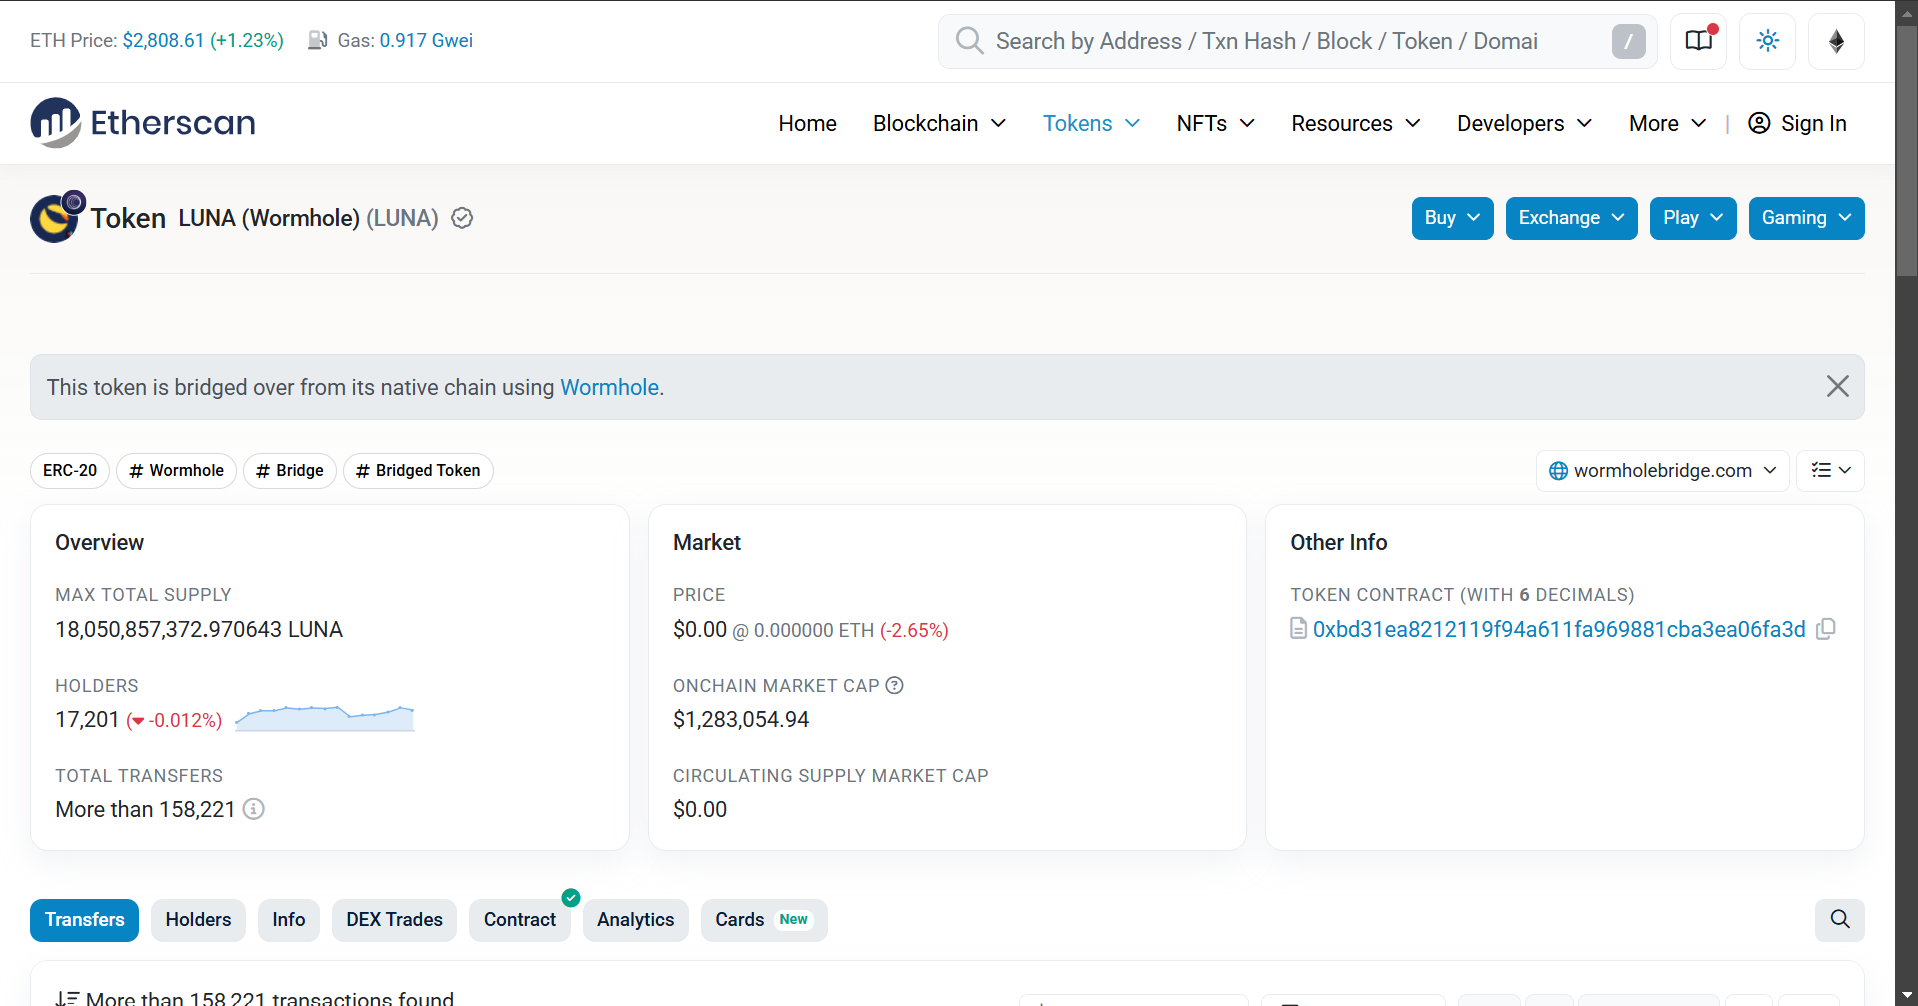 ETH Price: $2,808.61 (+1.23%) Gas: 0.917 Gwei
Search by Address / Txn Hash / Block / Token / Domai /
Etherscan
Home Blockchain Tokens NFTs Resources Developers More | Sign In
Token LUNA (Wormhole) (LUNA)
Buy Exchange Play Gaming
This token is bridged over from its native chain using Wormhole.
ERC-20 # Wormhole # Bridge # Bridged Token
wormholebridge.com
Overview
MAX TOTAL SUPPLY
18,050,857,372.970643 LUNA
HOLDERS
17,201 (-0.012%)
TOTAL TRANSFERS
More than 158,221
Market
PRICE
$0.00 @ 0.000000 ETH (-2.65%)
ONCHAIN MARKET CAP
$1,283,054.94
CIRCULATING SUPPLY MARKET CAP
$0.00
Other Info
TOKEN CONTRACT (WITH 6 DECIMALS)
0xbd31ea8212119f94a611fa969881cba3ea06fa3d
Transfers Holders Info DEX Trades Contract Analytics Cards New
More than 158,221 transactions found